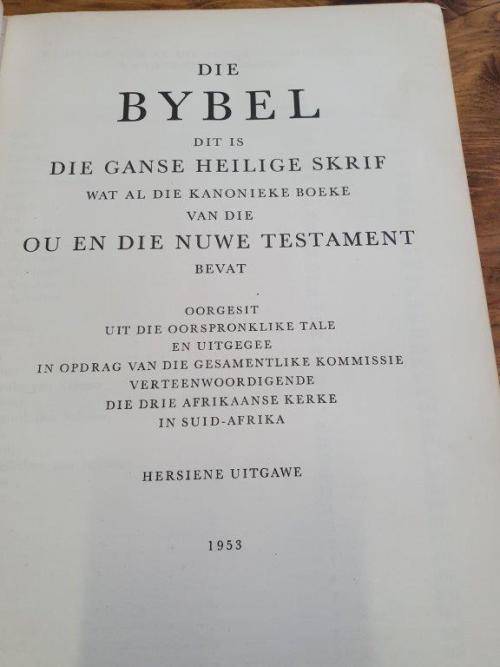 DIE
BYBEL
DIT IS
DIE GANSE HEILIGE SKRIF
WAT AL DIE KANONIEKE BOEKE
VAN DIE
OU EN DIE NUWE TESTAMENT
BEVAT
OORGESIT
UIT DIE OORSPRONKLIKE TALE
EN UITGEGEE
IN OPDRAG VAN DIE GESAMENTLIKE KOMMISSIE
VERTEENWOORDIGENDE
DIE DRIE AFRIKAANSE KERKE
IN SUID-AFRIKA
HERSIENE UITGAWE
1953